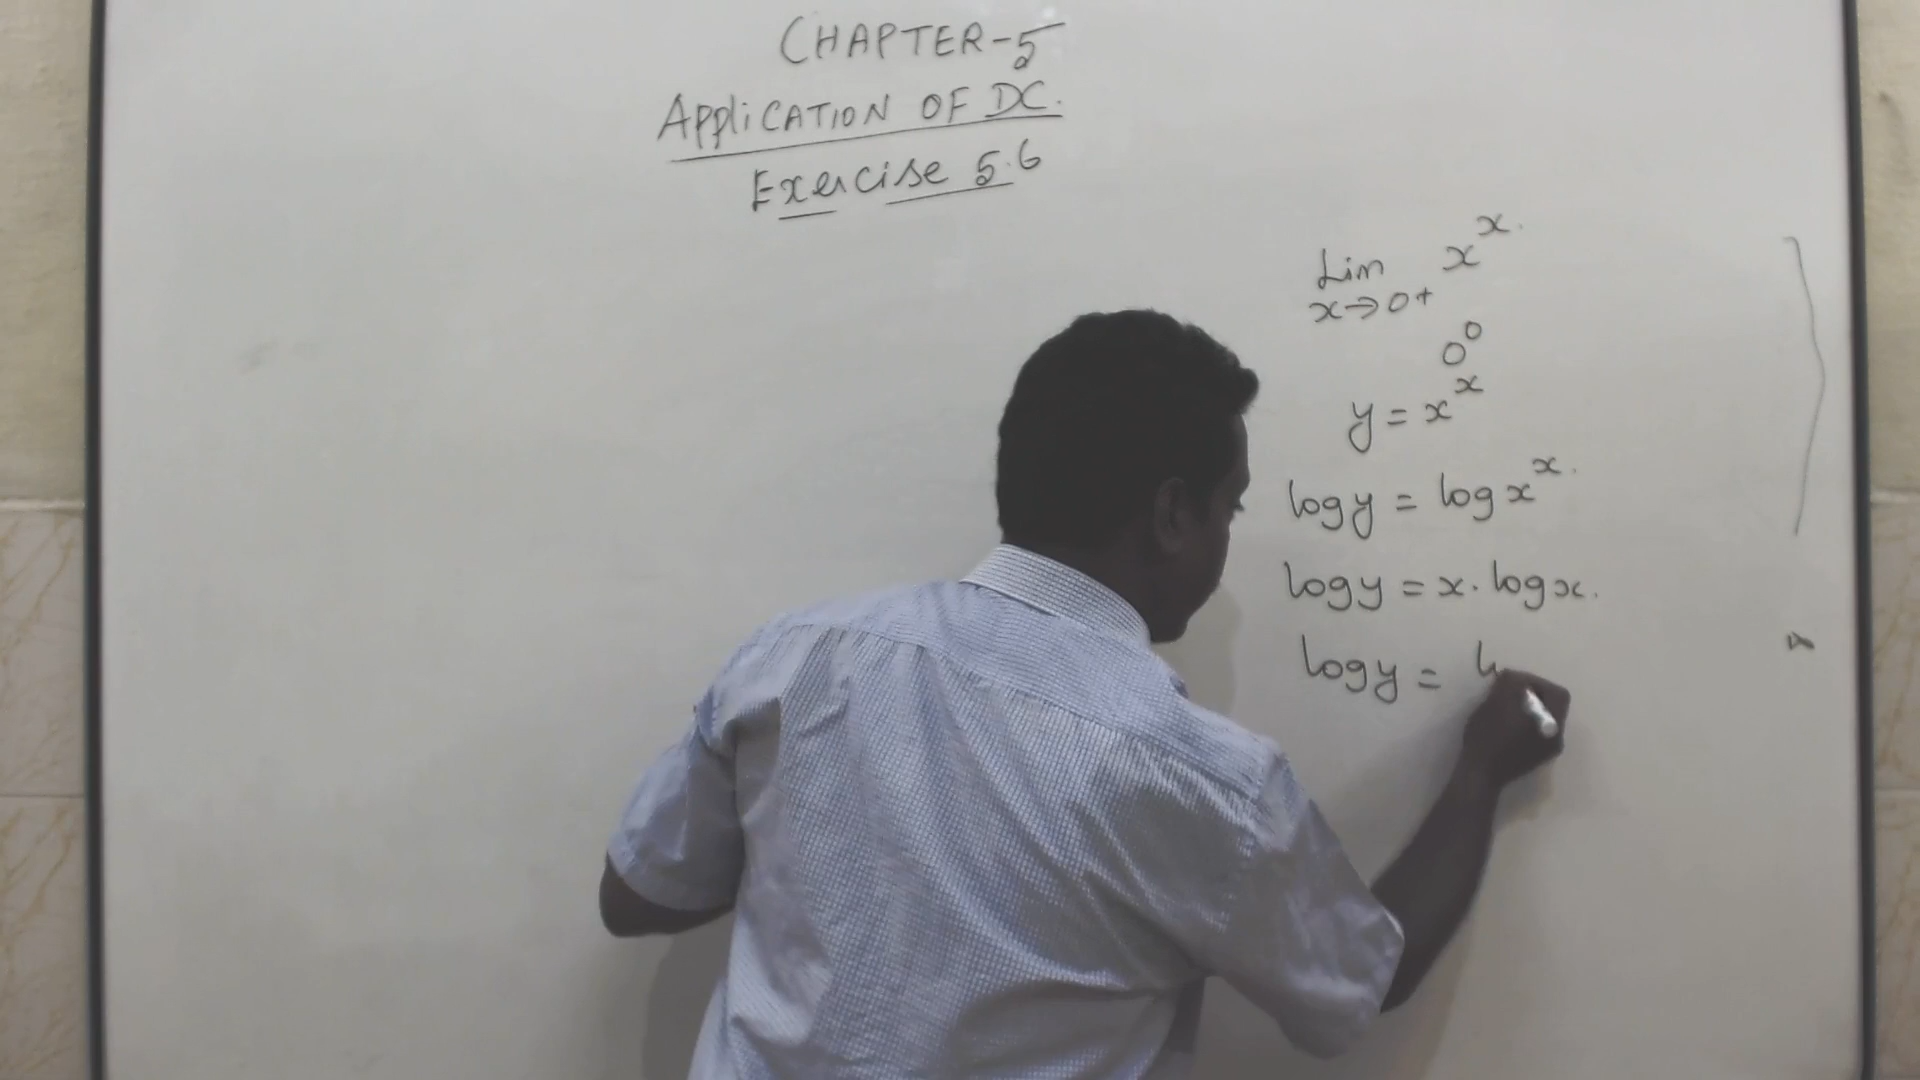 CHAPTER-5
APPliCATION OF DC.
Exercise 5.6
Lim x^x.
x→0+
0^0
y = x^x
log y = log x^x.
log y = x. log x.
log y =